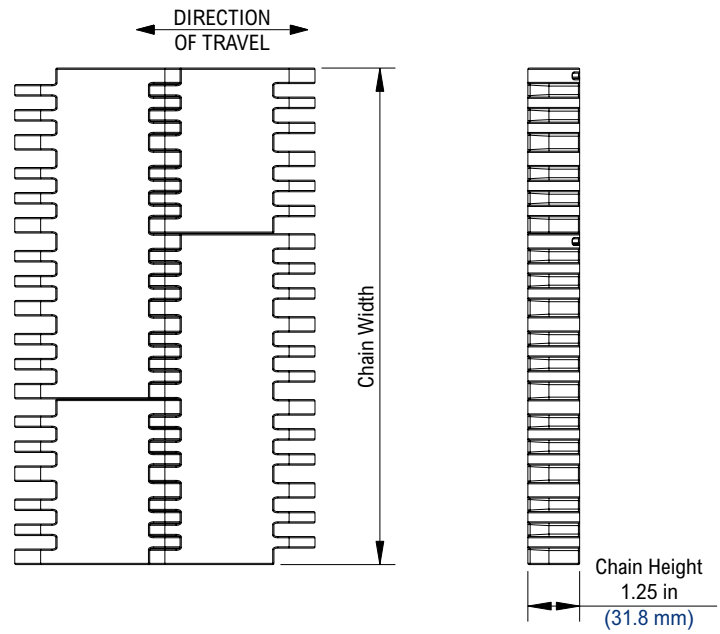 DIRECTION
OF TRAVEL
Chain Width
Chain Height
1.25 in
(31.8 mm)